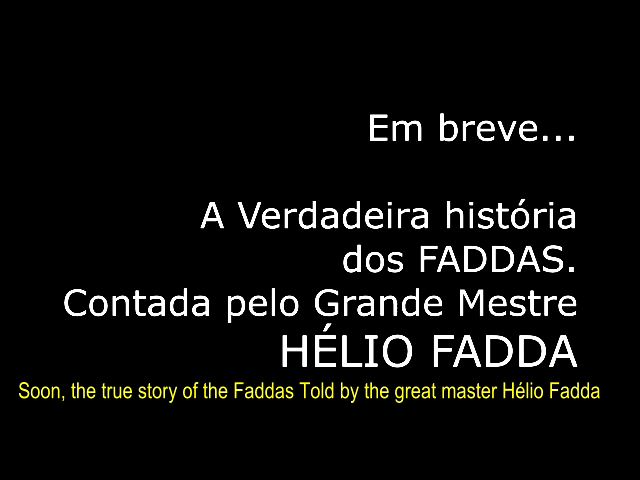 Em breve...
A Verdadeira história
dos FADDAS.
Contada pelo Grande Mestre
HÉLIO FADDA
Soon, the true story of the Faddas Told by the great master Hélio Fadda